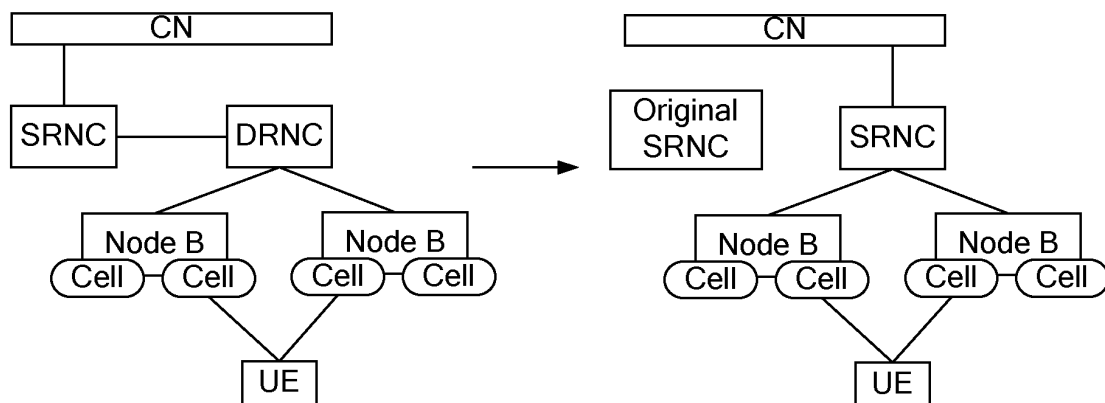 CN
SRNC
DRNC
Node B
Node B
Cell
Cell
Cell
Cell
UE
CN
Original
SRNC
SRNC
Node B
Node B
Cell
Cell
Cell
Cell
UE